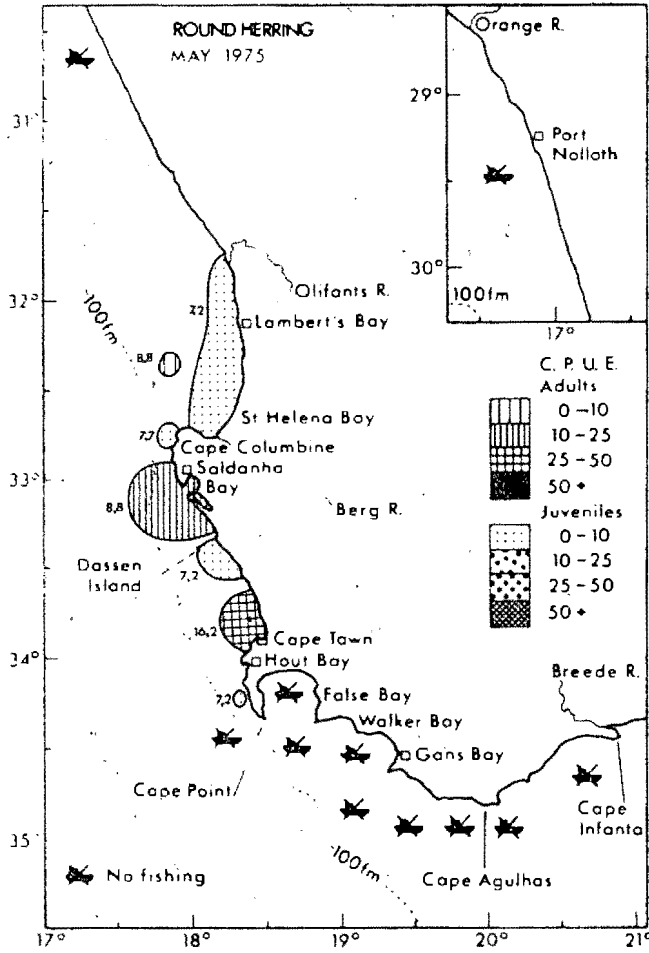 ROUND HERRING
MAY 1975
Orange R.
29°
Port
Nolloth
30°
100fm
17°
31°
Olifants R.
32°
-100fm
7,2
Lambert's Bay
8,8
St Helena Bay
7,7
Cape Columbine
Saldanha
Bay
33°
8,8
Berg R.
Dassen
Island
7,2
16,2
Cape Town
Hout Bay
34°
7,2
False Bay
Walker Bay
Breede R.
Gans Bay
Cape Point
Cape
Infanta
35°
-100fm
Cape Agulhas
No fishing
C. P. U. E.
Adults
0-10
10-25
25-50
50+
Juveniles
0-10
10-25
25-50
50+
17°
18°
19°
20°
21°